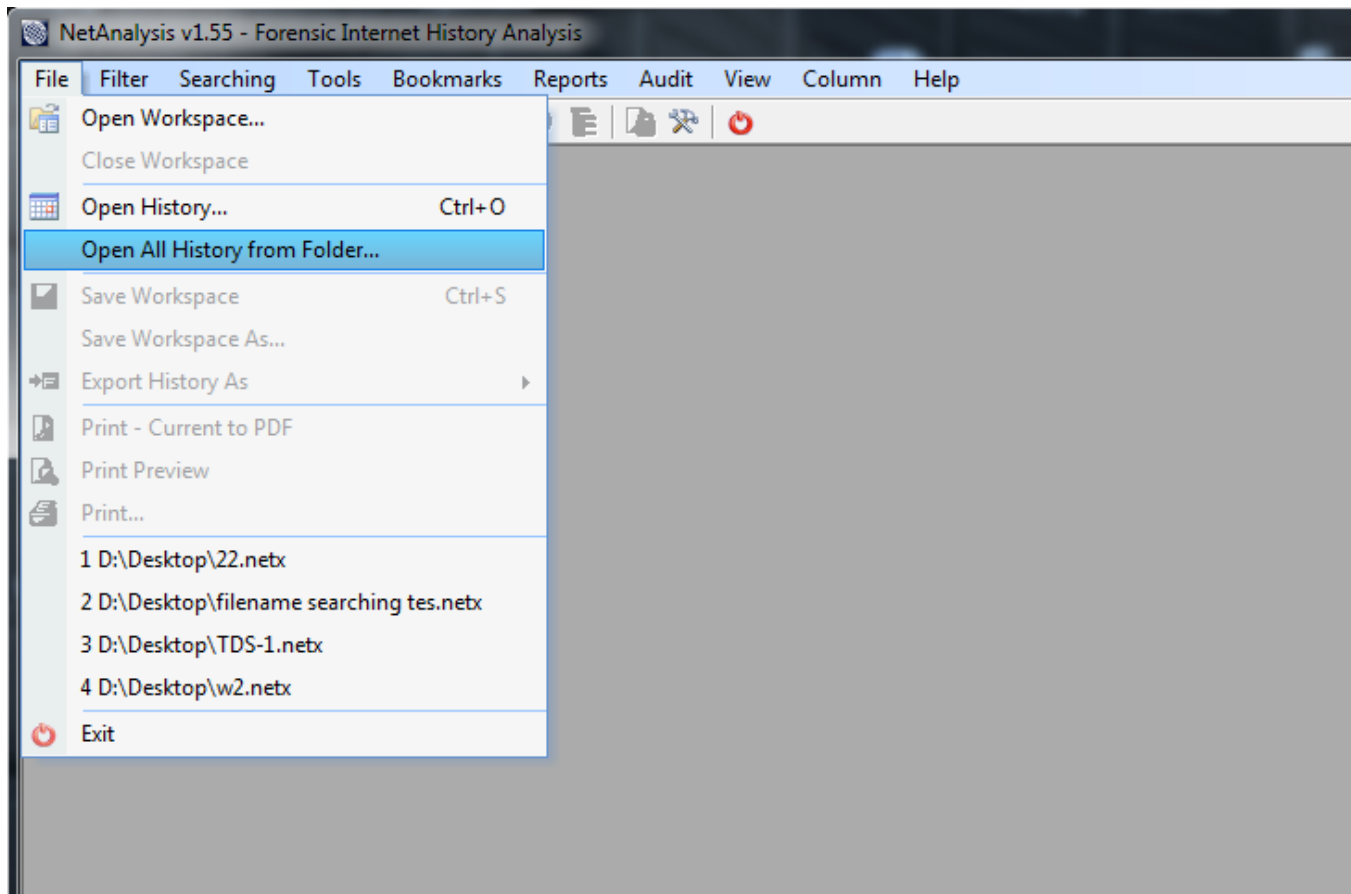 NetAnalysis v1.55 - Forensic Internet History Analysis
File Filter Searching Tools Bookmarks Reports Audit View Column Help
Open Workspace...
Close Workspace
Open History... Ctrl+O
Open All History from Folder...
Save Workspace Ctrl+S
Save Workspace As...
Export History As
Print - Current to PDF
Print Preview
Print...
1 D:\Desktop\22.netx
2 D:\Desktop\filename searching tes.netx
3 D:\Desktop\TDS-1.netx
4 D:\Desktop\w2.netx
Exit